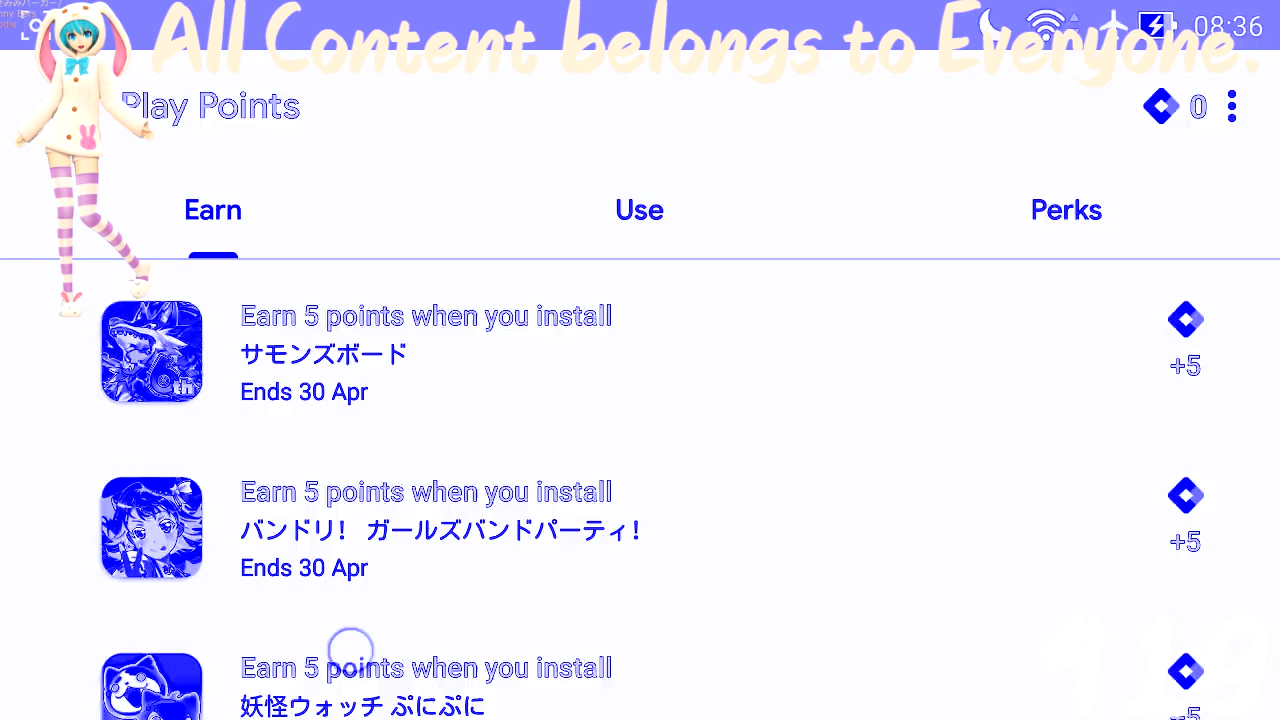 All Content belongs to Everyone.
08:36
Play Points
0
Earn
Use
Perks
Earn 5 points when you install
サモンズボード
Ends 30 Apr
+5
6th
Earn 5 points when you install
バンドリ! ガールズバンドパーティ!
Ends 30 Apr
+5
Earn 5 points when you install
妖怪ウォッチ ぷにぷに
+5
119